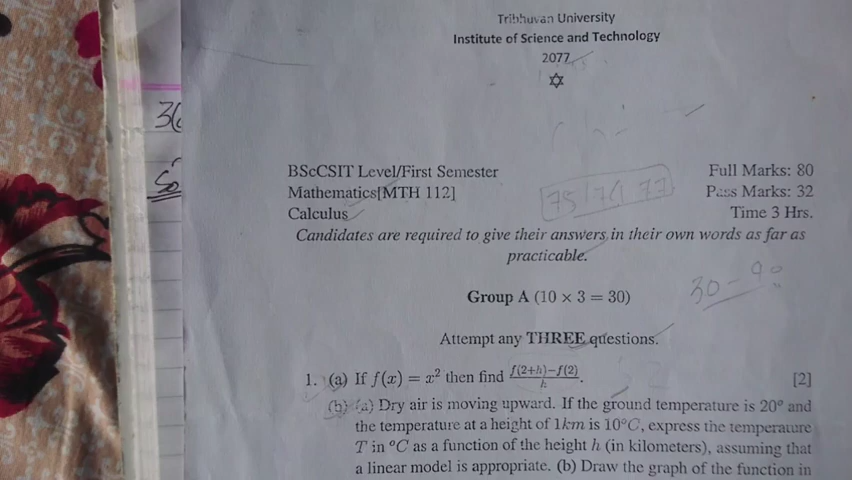 Tribhuvan University
Institute of Science and Technology
2077
BScCSIT Level/First Semester
Full Marks: 80
Mathematics[MTH 112]
75/76/77
Pass Marks: 32
Calculus
Time 3 Hrs.
Candidates are required to give their answers in their own words as far as
practicable.
Group A (10 × 3 = 30)
30 - 90
Attempt any THREE questions.
1. (a) If f(x) = x² then find f(2+h)−f(2)/h. [2]
(b) (a) Dry air is moving upward. If the ground temperature is 20° and
the temperature at a height of 1km is 10°C, express the temperature
T in °C as a function of the height h (in kilometers), assuming that
a linear model is appropriate. (b) Draw the graph of the function in